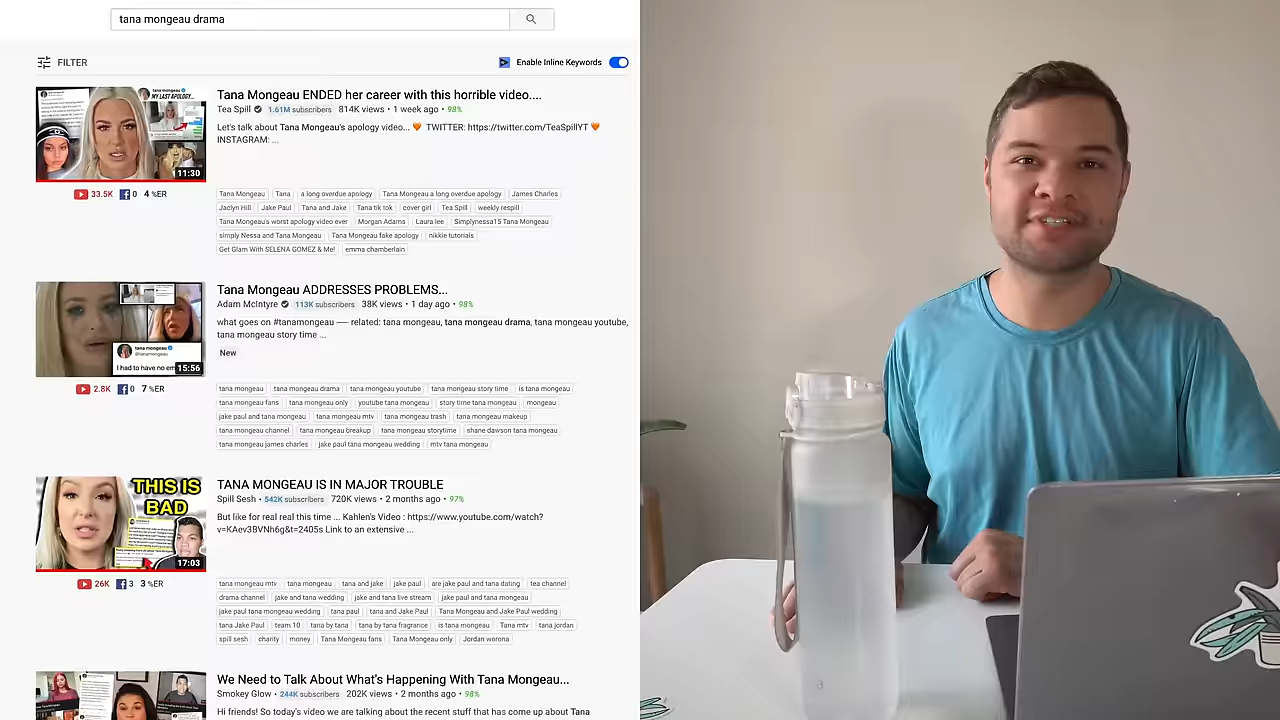 tana mongeau drama
FILTER
Enable Inline Keywords
Tana Mongeau ENDED her career with this horrible video....
Tea Spill 1.61M subscribers • 814K views • 1 week ago • 98%
Let's talk about Tana Mongeau's apology video... 🧡 TWITTER: https://twitter.com/TeaSpillYT 🧡
INSTAGRAM: ...
tana mongeau
MY LAST APOLOGY...
11:30
33.5K 0 4 %ER
Tana Mongeau Tana a long overdue apology Tana Mongeau a long overdue apology James Charles
Jaclyn Hill Jake Paul Tana and Jake Tana tik tok cover girl Tea Spill weekly respill
Tana Mongeau's worst apology video ever Morgan Adams Laura lee Simplynessa15 Tana Mongeau
simply Nessa and Tana Mongeau Tana Mongeau fake apology nikkie tutorials
Get Glam With SELENA GOMEZ & Me! emma chamberlain
Tana Mongeau ADDRESSES PROBLEMS...
Adam McIntyre 113K subscribers 38K views • 1 day ago • 98%
what goes on #tanamongeau –– related: tana mongeau, tana mongeau drama, tana mongeau youtube,
tana mongeau story time ...
New
tana mongeau
@tanamongeau
I had to have no em
15:56
2.8K 0 7 %ER
tana mongeau tana mongeau drama tana mongeau youtube tana mongeau story time is tana mongeau
tana mongeau fans tana mongeau only youtube tana mongeau story time tana mongeau mongeau
jake paul and tana mongeau tana mongeau mtv tana mongeau trash tana mongeau makeup
tana mongeau channel tana mongeau breakup tana mongeau storytime shane dawson tana mongeau
tana mongeau james charles jake paul tana mongeau wedding mtv tana mongeau
TANA MONGEAU IS IN MAJOR TROUBLE
Spill Sesh • 542K subscribers 720K views • 2 months ago • 97%
But like for real real this time ... Kahlen's Video : https://www.youtube.com/watch?
v=KAev3BVNhi6g&t=2405s Link to an extensive ...
THIS IS
BAD
17:03
26K 3 3 %ER
tana mongeau mtv tana mongeau tana and jake jake paul are jake paul and tana dating tea channel
drama channel jake and tana wedding jake and tana live stream jake paul and tana mongeau
jake paul tana mongeau wedding tana paul tana and Jake Paul Tana Mongeau and Jake Paul wedding
tana Jake Paul team 10 tana by tana tana by tana fragrance is tana mongeau Tana mtv tana jordan
spill sesh charity money Tana Mongeau fans Tana Mongeau only Jordan worona
We Need to Talk About What's Happening With Tana Mongeau...
Smokey Glow 244K subscribers 202K views • 2 months ago • 98%
Hi friends! In today's video we are talking about the recent stuff that has come up about Tana